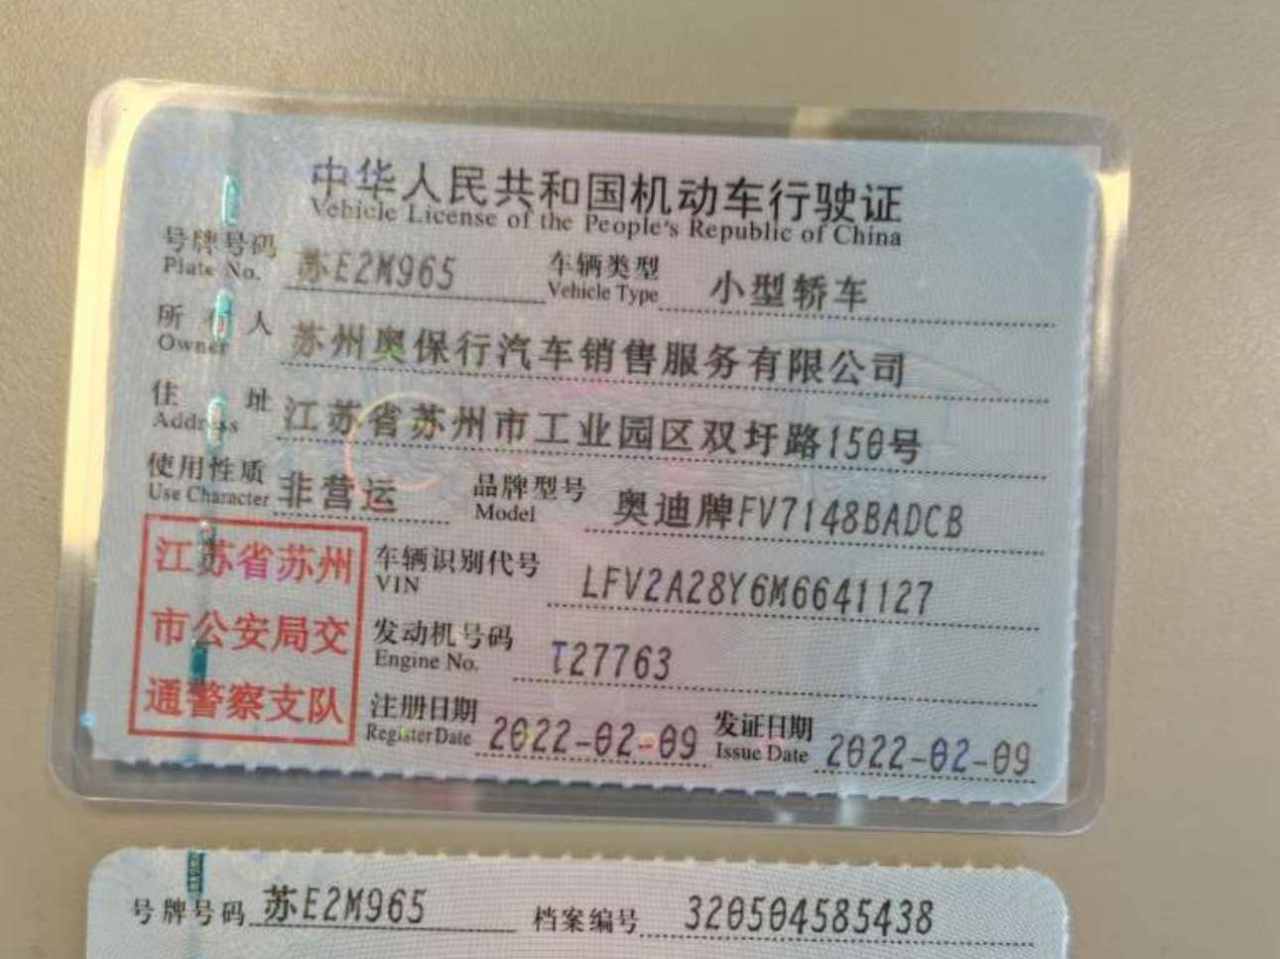 中华人民共和国机动车行驶证
Vehicle License of the People's Republic of China
号牌号码 苏E2M965 车辆类型 小型轿车
Plate No. Vehicle Type
所有人 苏州奥保行汽车销售服务有限公司
Owner
住址 江苏省苏州市工业园区双圩路150号
Address
使用性质 非营运 品牌型号 奥迪牌FV7148BADCB
Use Character Model
江苏省苏州
市公安局交
通警察支队
车辆识别代号 LFV2A28Y6M6641127
VIN
发动机号码 T27763
Engine No.
注册日期 2022-02-09 发证日期 2022-02-09
Register Date Issue Date
号牌号码 苏E2M965 档案编号 320504585438